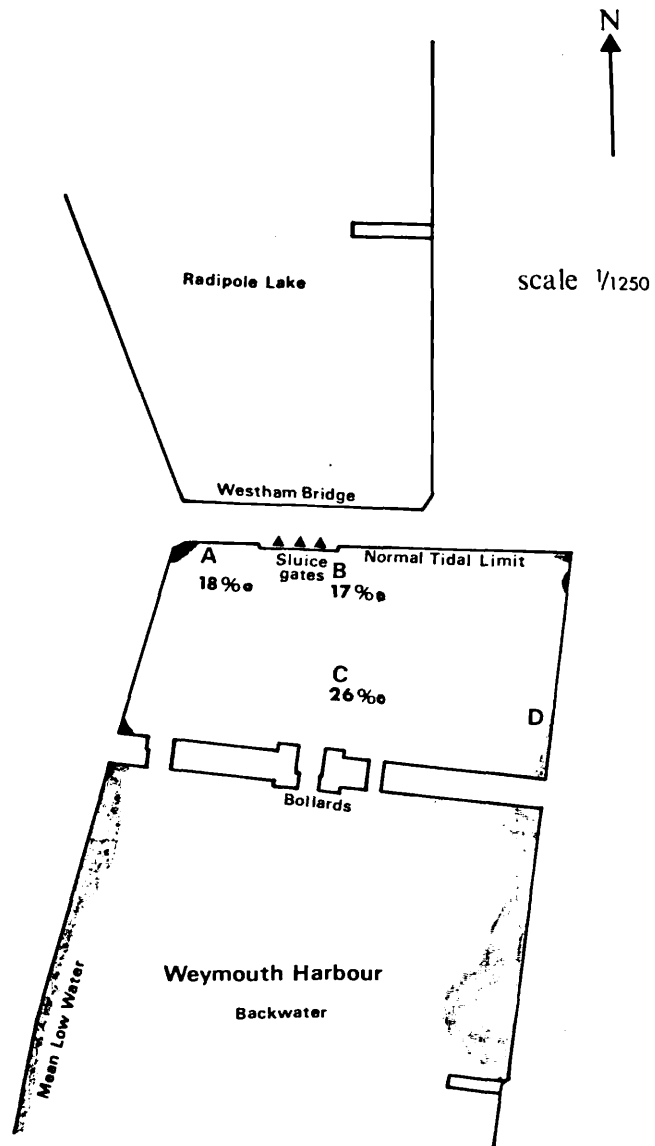 N
Radipole Lake
scale 1/1250
Westham Bridge
A
18‰
Sluice
gates
B
17‰
Normal Tidal Limit
C
26‰
D
Bollards
Weymouth Harbour
Backwater
Mean Low Water